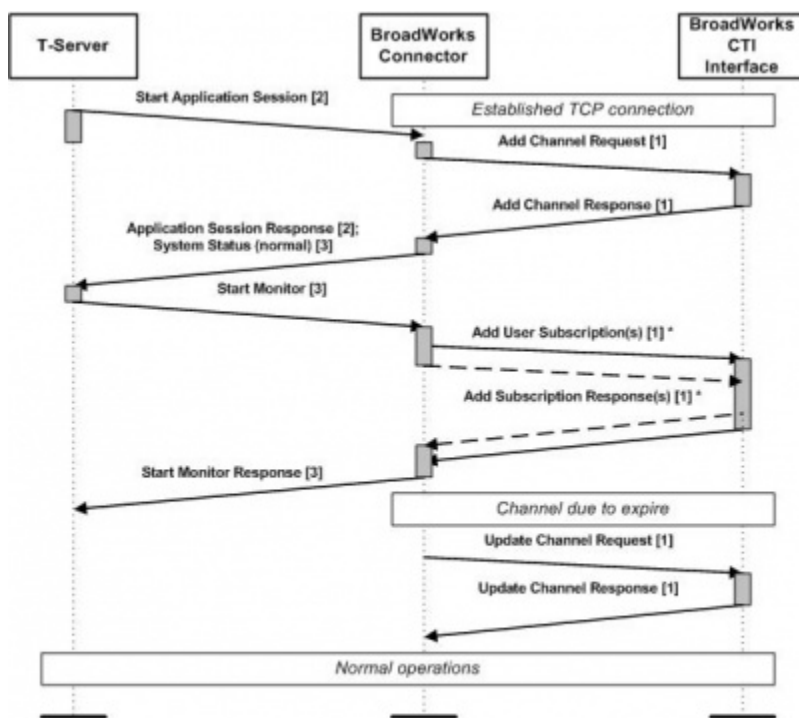 T-Server
BroadWorks
Connector
BroadWorks
CTI
Interface
Start Application Session [2]
Established TCP connection
Add Channel Request [1]
Add Channel Response [1]
Application Session Response [2];
System Status (normal) [3]
Start Monitor [3]
Add User Subscription(s) [1] *
Add Subscription Response(s) [1] *
Start Monitor Response [3]
Channel due to expire
Update Channel Request [1]
Update Channel Response [1]
Normal operations